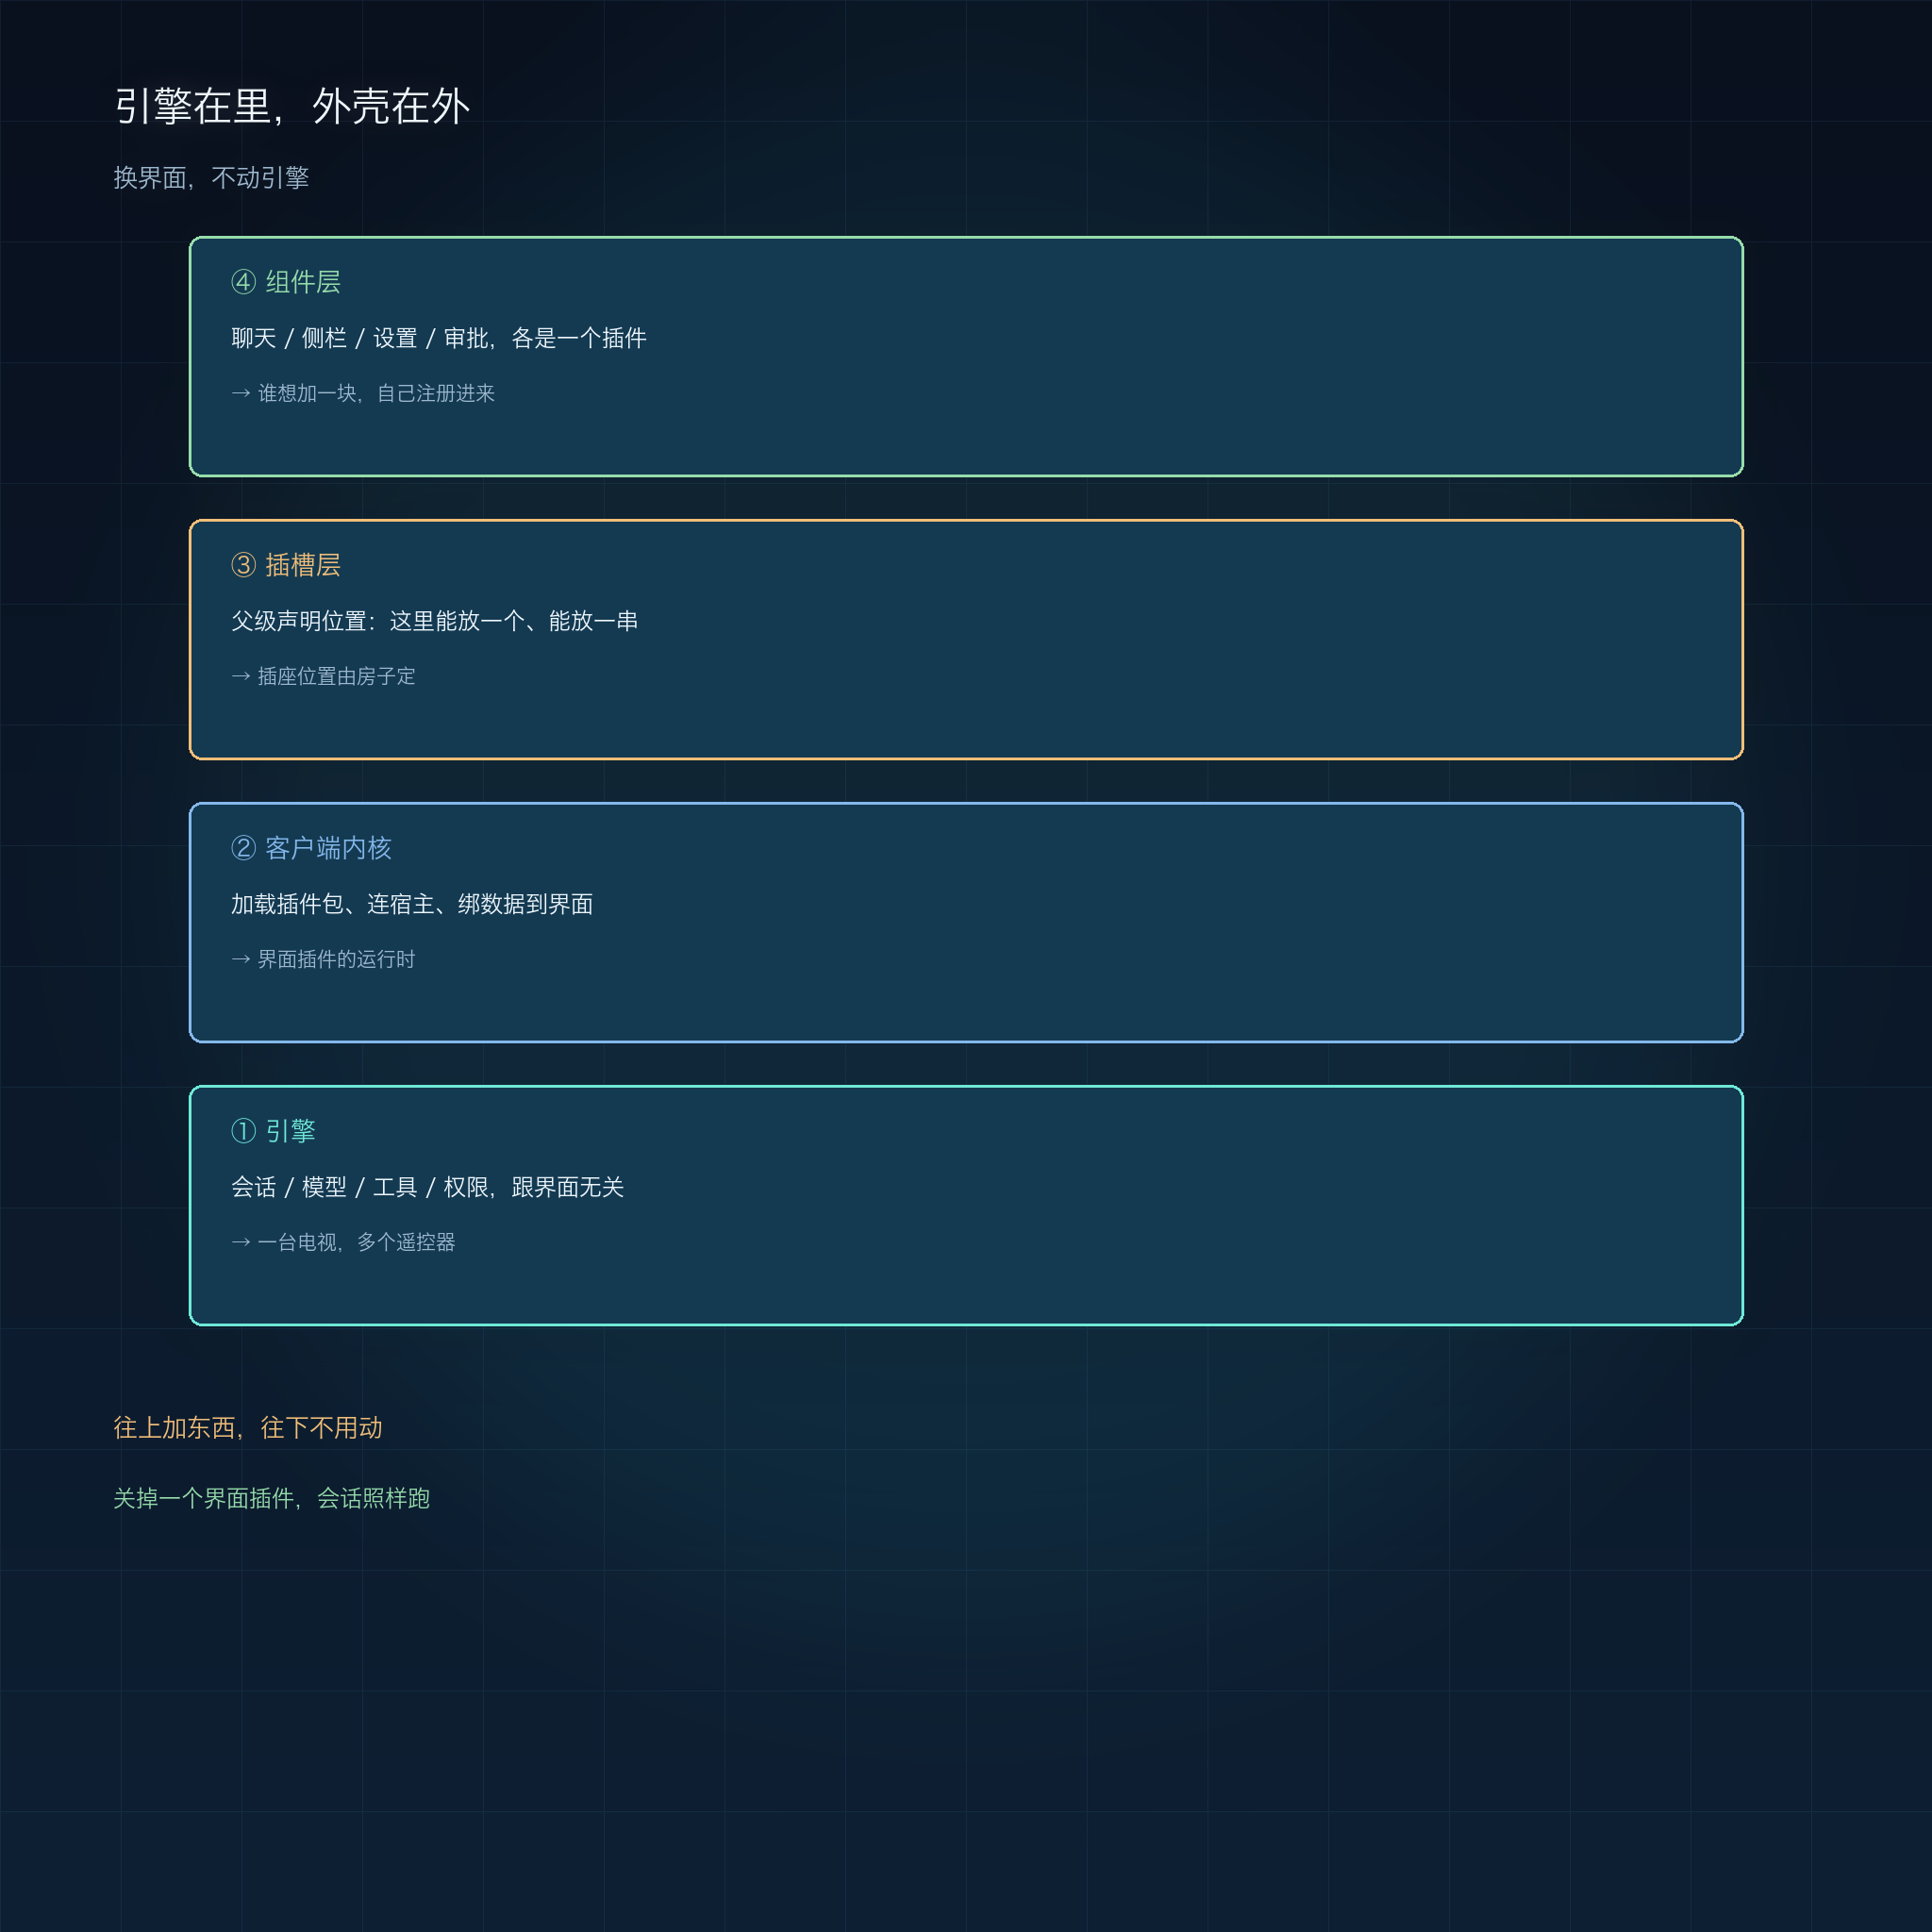 引擎在里，外壳在外
换界面，不动引擎
④ 组件层
聊天 / 侧栏 / 设置 / 审批，各是一个插件
→ 谁想加一块，自己注册进来
③ 插槽层
父级声明位置：这里能放一个、能放一串
→ 插座位置由房子定
② 客户端内核
加载插件包、连宿主、绑数据到界面
→ 界面插件的运行时
① 引擎
会话 / 模型 / 工具 / 权限，跟界面无关
→ 一台电视，多个遥控器
往上加东西，往下不用动
关掉一个界面插件，会话照样跑